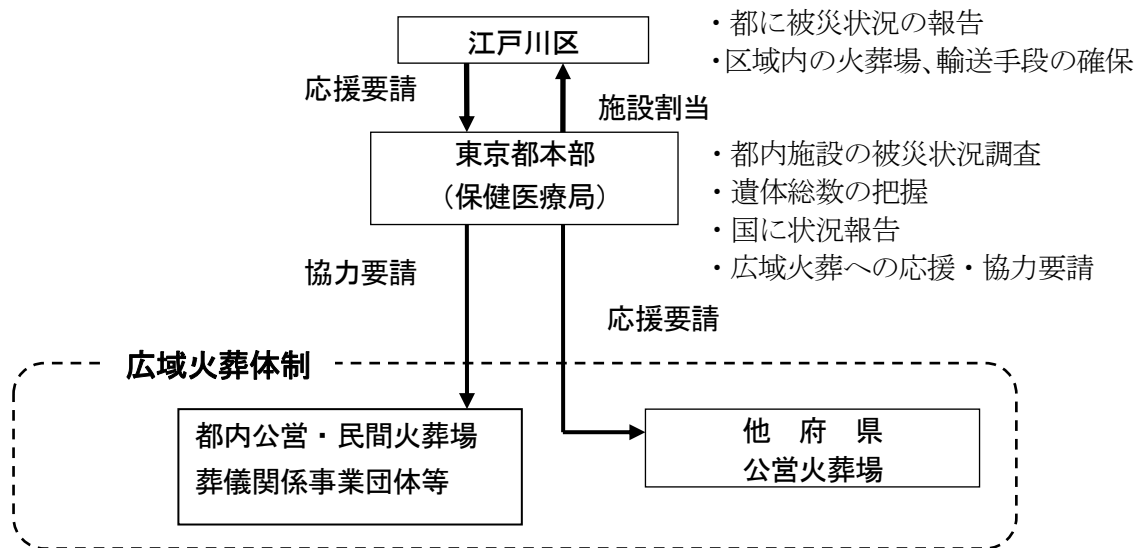 江戸川区
・都に被災状況の報告
・区域内の火葬場、輸送手段の確保
応援要請
施設割当
東京都本部
（保健医療局）
・都内施設の被災状況調査
・遺体総数の把握
・国に状況報告
・広域火葬への応援・協力要請
協力要請
応援要請
広域火葬体制
都内公営・民間火葬場
葬儀関係事業団体等
他　府　県
公営火葬場